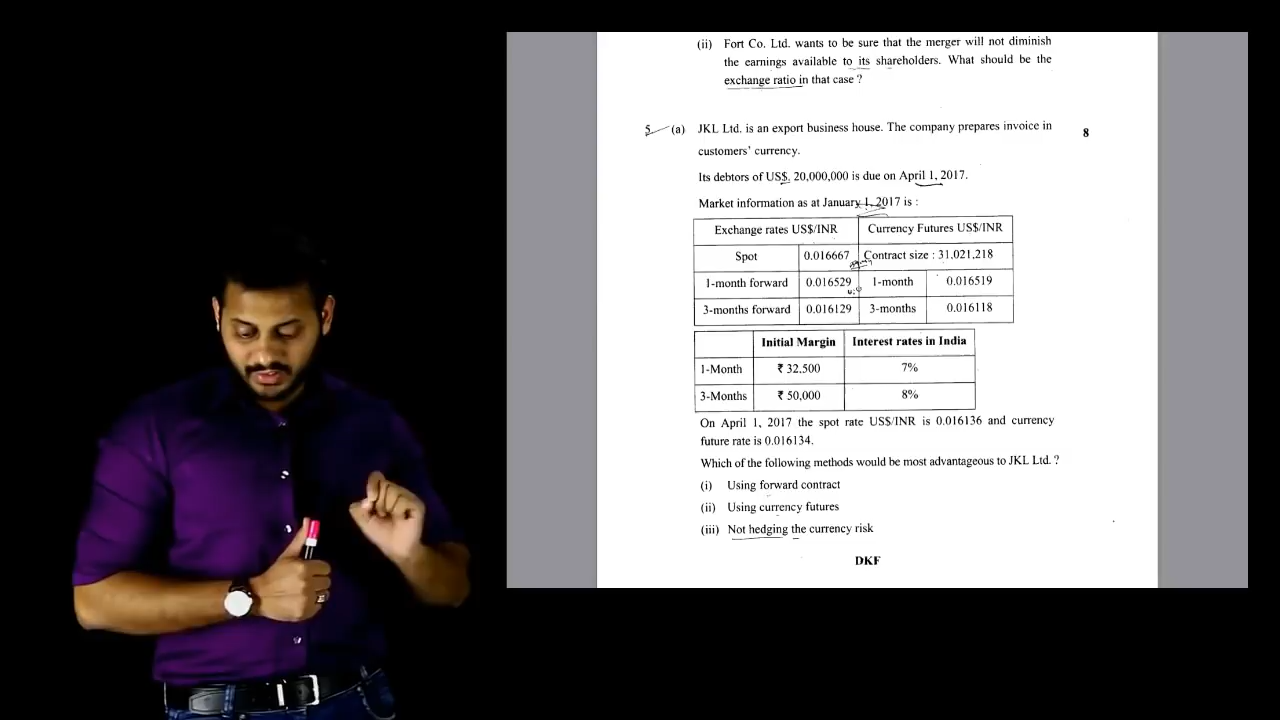 (ii) Fort Co. Ltd. wants to be sure that the merger will not diminish
the earnings available to its shareholders. What should be the
exchange ratio in that case ?
5. (a) JKL Ltd. is an export business house. The company prepares invoice in 8
customers' currency.
Its debtors of US$. 20,000,000 is due on April 1, 2017.
Market information as at January 1, 2017 is :
Exchange rates US$/INR Currency Futures US$/INR
Spot 0.016667 Contract size : 31,021,218
1-month forward 0.016529 1-month 0.016519
3-months forward 0.016129 3-months 0.016118
Initial Margin Interest rates in India
1-Month ₹ 32,500 7%
3-Months ₹ 50,000 8%
On April 1, 2017 the spot rate US$/INR is 0.016136 and currency
future rate is 0.016134.
Which of the following methods would be most advantageous to JKL Ltd. ?
(i) Using forward contract
(ii) Using currency futures
(iii) Not hedging the currency risk
DKF